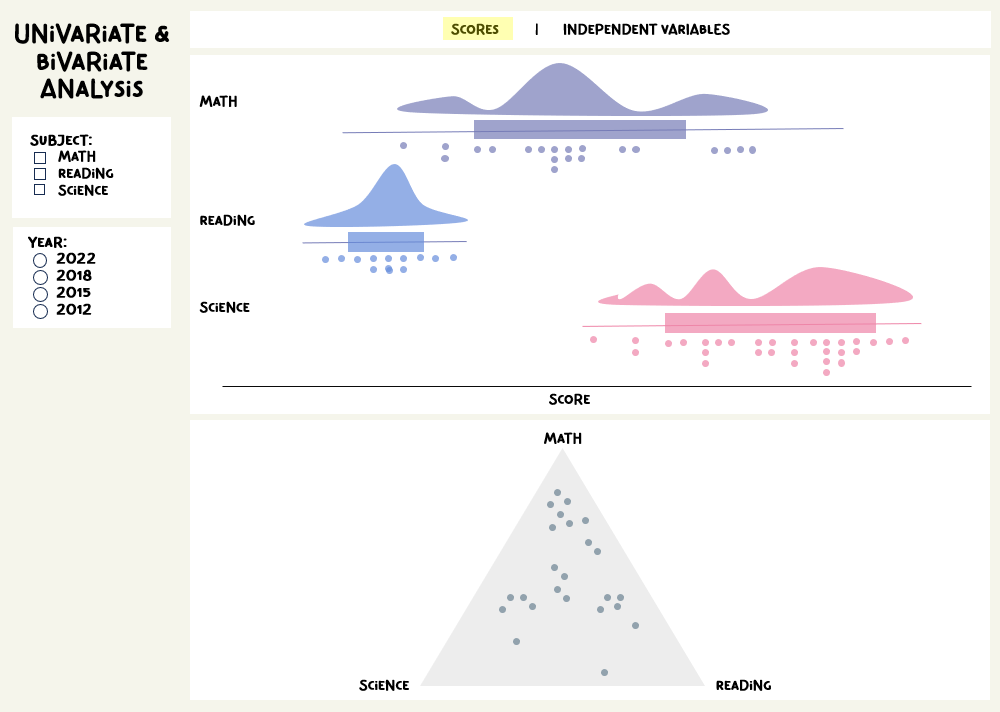 UNiVARiATE &
BiVARiATE
ANALYSiS
SUBJECT:
MATH
READiNG
SCiENCE
YEAR:
2022
2018
2015
2012
SCORES | INDEPENDENT VARIABLES
MATH
READiNG
SCiENCE
SCORE
MATH
SCiENCE
READiNG